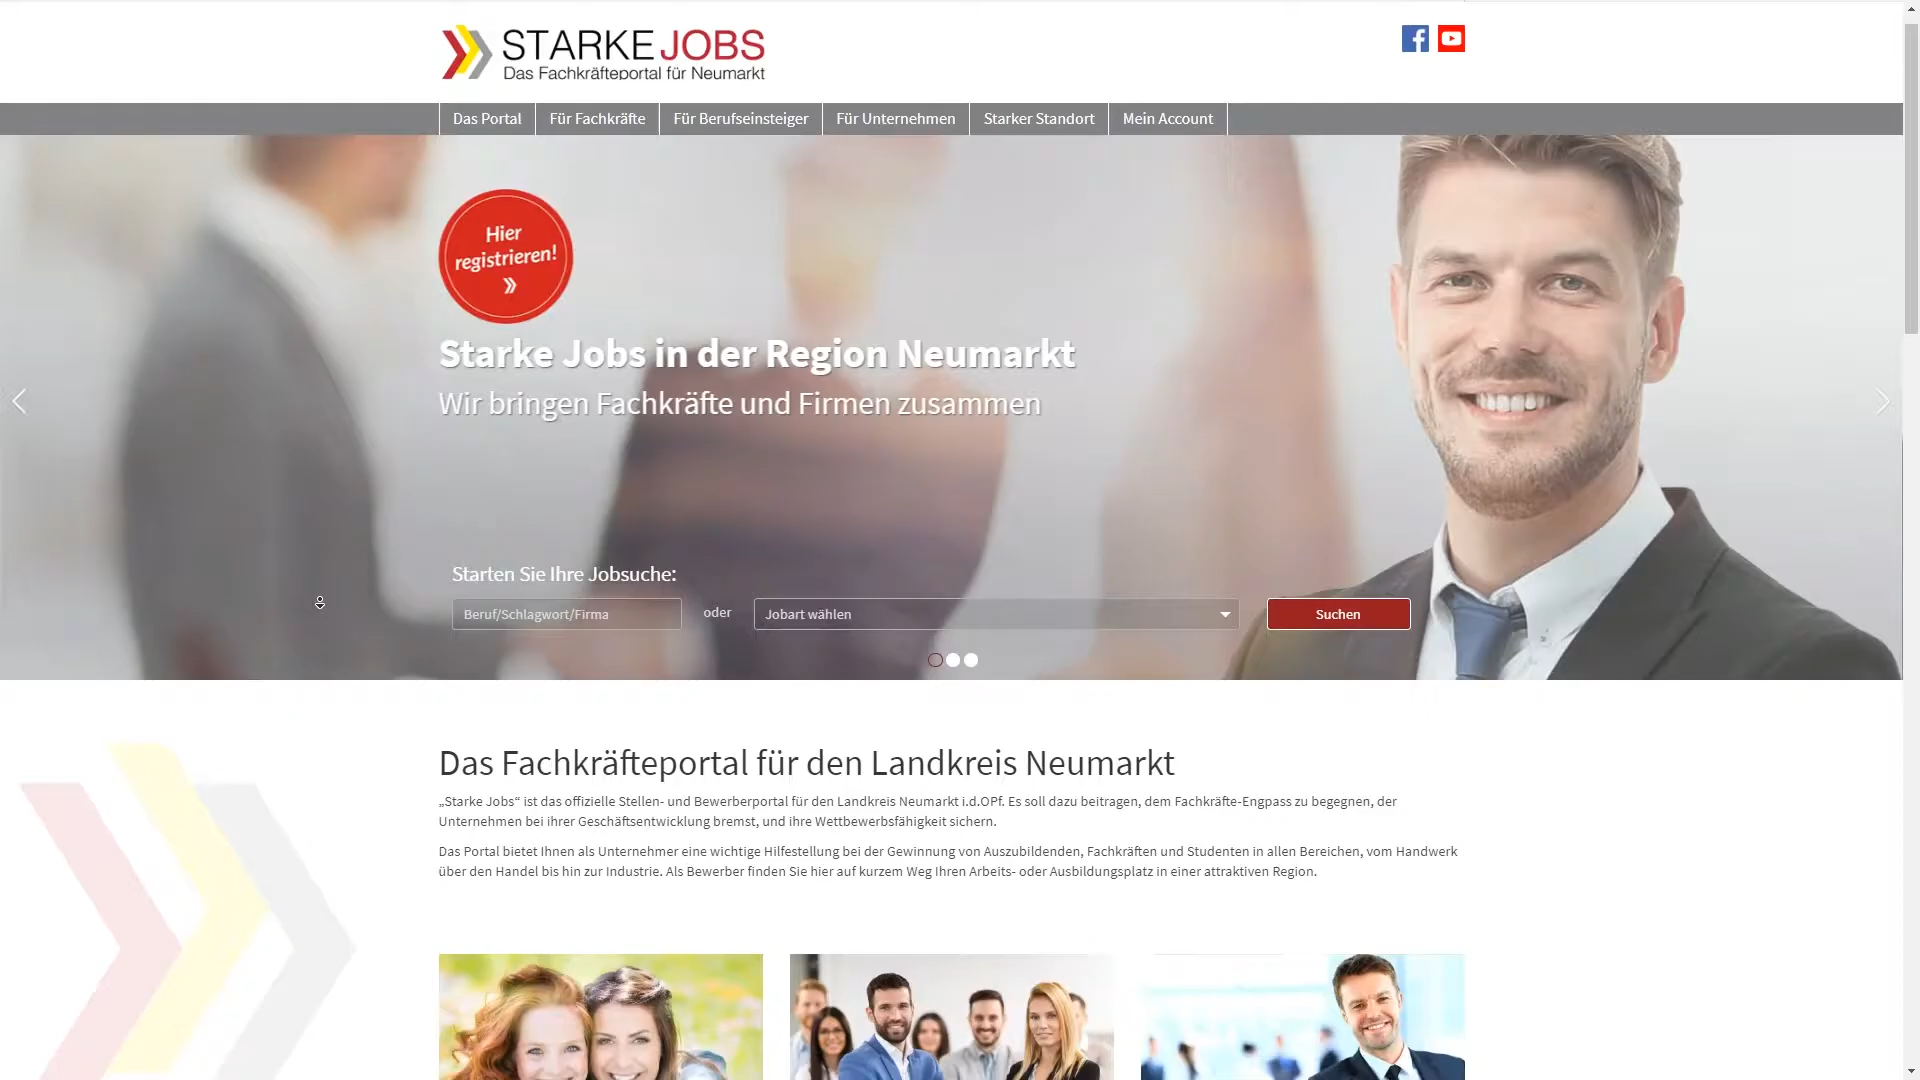 STARKEJOBS
Das Fachkräfteportal für Neumarkt
Das Portal
Für Fachkräfte
Für Berufseinsteiger
Für Unternehmen
Starker Standort
Mein Account
Hier
registrieren!
Starke Jobs in der Region Neumarkt
Wir bringen Fachkräfte und Firmen zusammen
Starten Sie Ihre Jobsuche:
Beruf/Schlagwort/Firma
oder
Jobart wählen
Suchen
Das Fachkräfteportal für den Landkreis Neumarkt
„Starke Jobs“ ist das offizielle Stellen- und Bewerberportal für den Landkreis Neumarkt i.d.OPf. Es soll dazu beitragen, dem Fachkräfte-Engpass zu begegnen, der
Unternehmen bei ihrer Geschäftsentwicklung bremst, und ihre Wettbewerbsfähigkeit sichern.
Das Portal bietet Ihnen als Unternehmer eine wichtige Hilfestellung bei der Gewinnung von Auszubildenden, Fachkräften und Studenten in allen Bereichen, vom Handwerk
über den Handel bis hin zur Industrie. Als Bewerber finden Sie hier auf kurzem Weg Ihren Arbeits- oder Ausbildungsplatz in einer attraktiven Region.